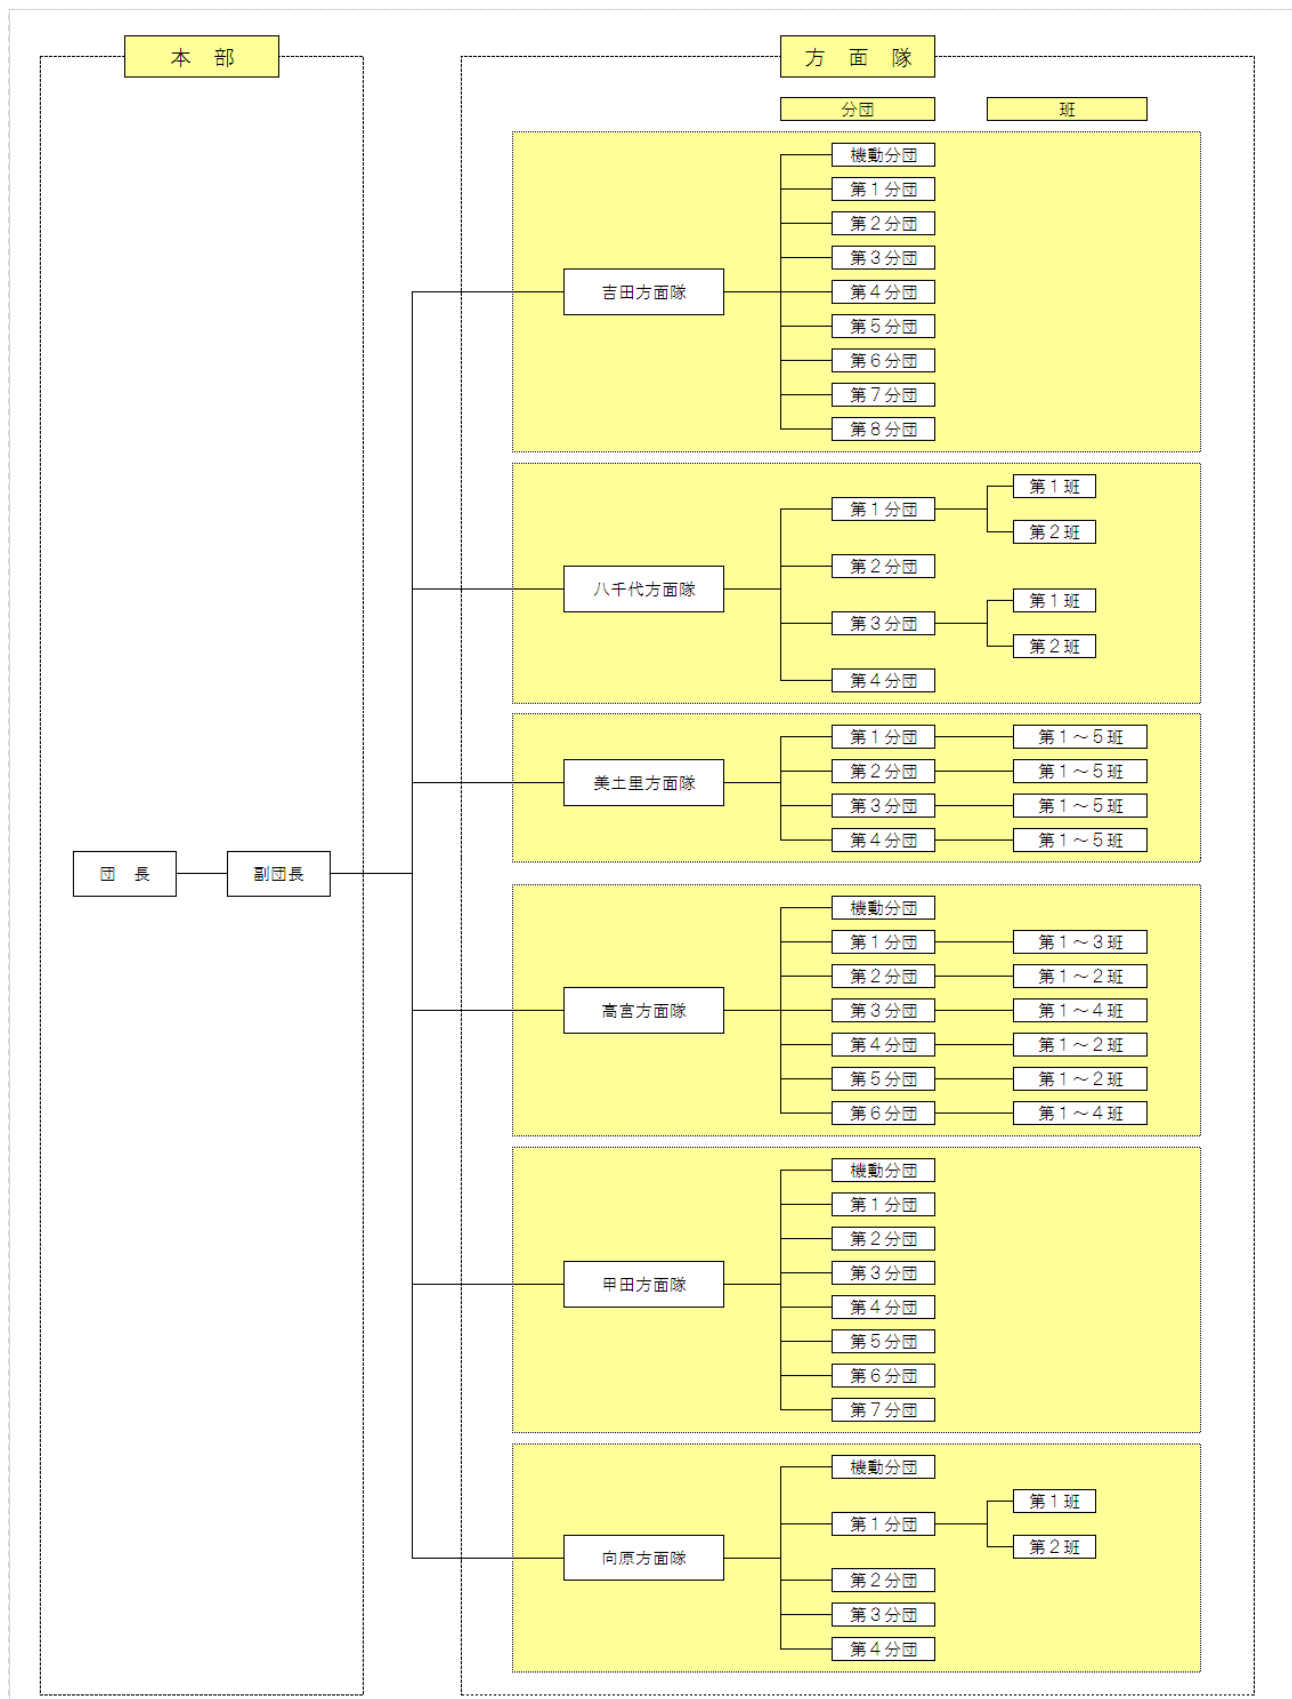 本　部
方　面　隊
分団
班
機動分団
第１分団
第２分団
第３分団
吉田方面隊
第４分団
第５分団
第６分団
第７分団
第８分団
第１班
第１分団
第２班
第２分団
八千代方面隊
第１班
第３分団
第２班
第４分団
第１分団
第１～５班
第２分団
第１～５班
美土里方面隊
第３分団
第１～５班
第４分団
第１～５班
団　長
副団長
機動分団
第１分団
第１～３班
第２分団
第１～２班
高宮方面隊
第３分団
第１～４班
第４分団
第１～２班
第５分団
第１～２班
第６分団
第１～４班
機動分団
第１分団
第２分団
第３分団
甲田方面隊
第４分団
第５分団
第６分団
第７分団
機動分団
第１班
第１分団
第２班
向原方面隊
第２分団
第３分団
第４分団